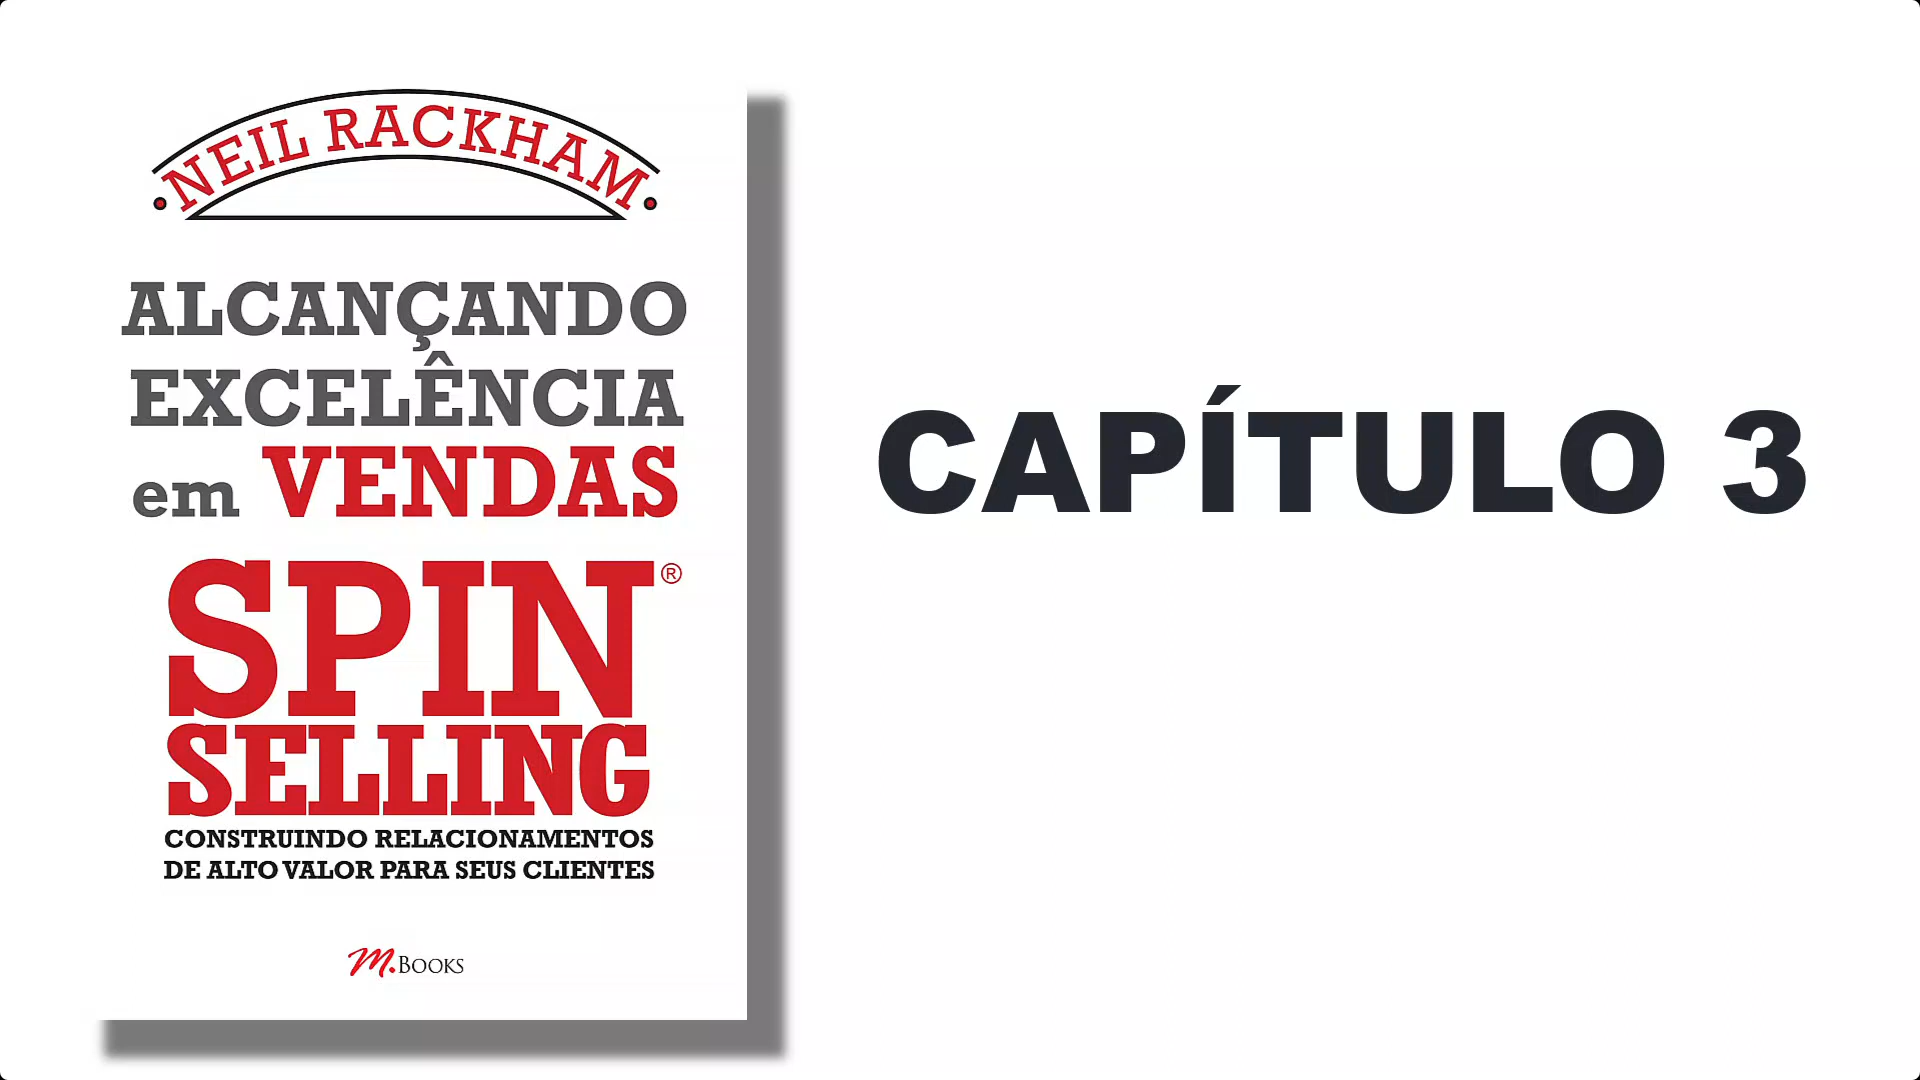 NEIL RACKHAM
ALCANÇANDO
EXCELÊNCIA
em VENDAS
SPIN®
SELLING
CONSTRUINDO RELACIONAMENTOS
DE ALTO VALOR PARA SEUS CLIENTES
M.BOOKS
CAPÍTULO 3